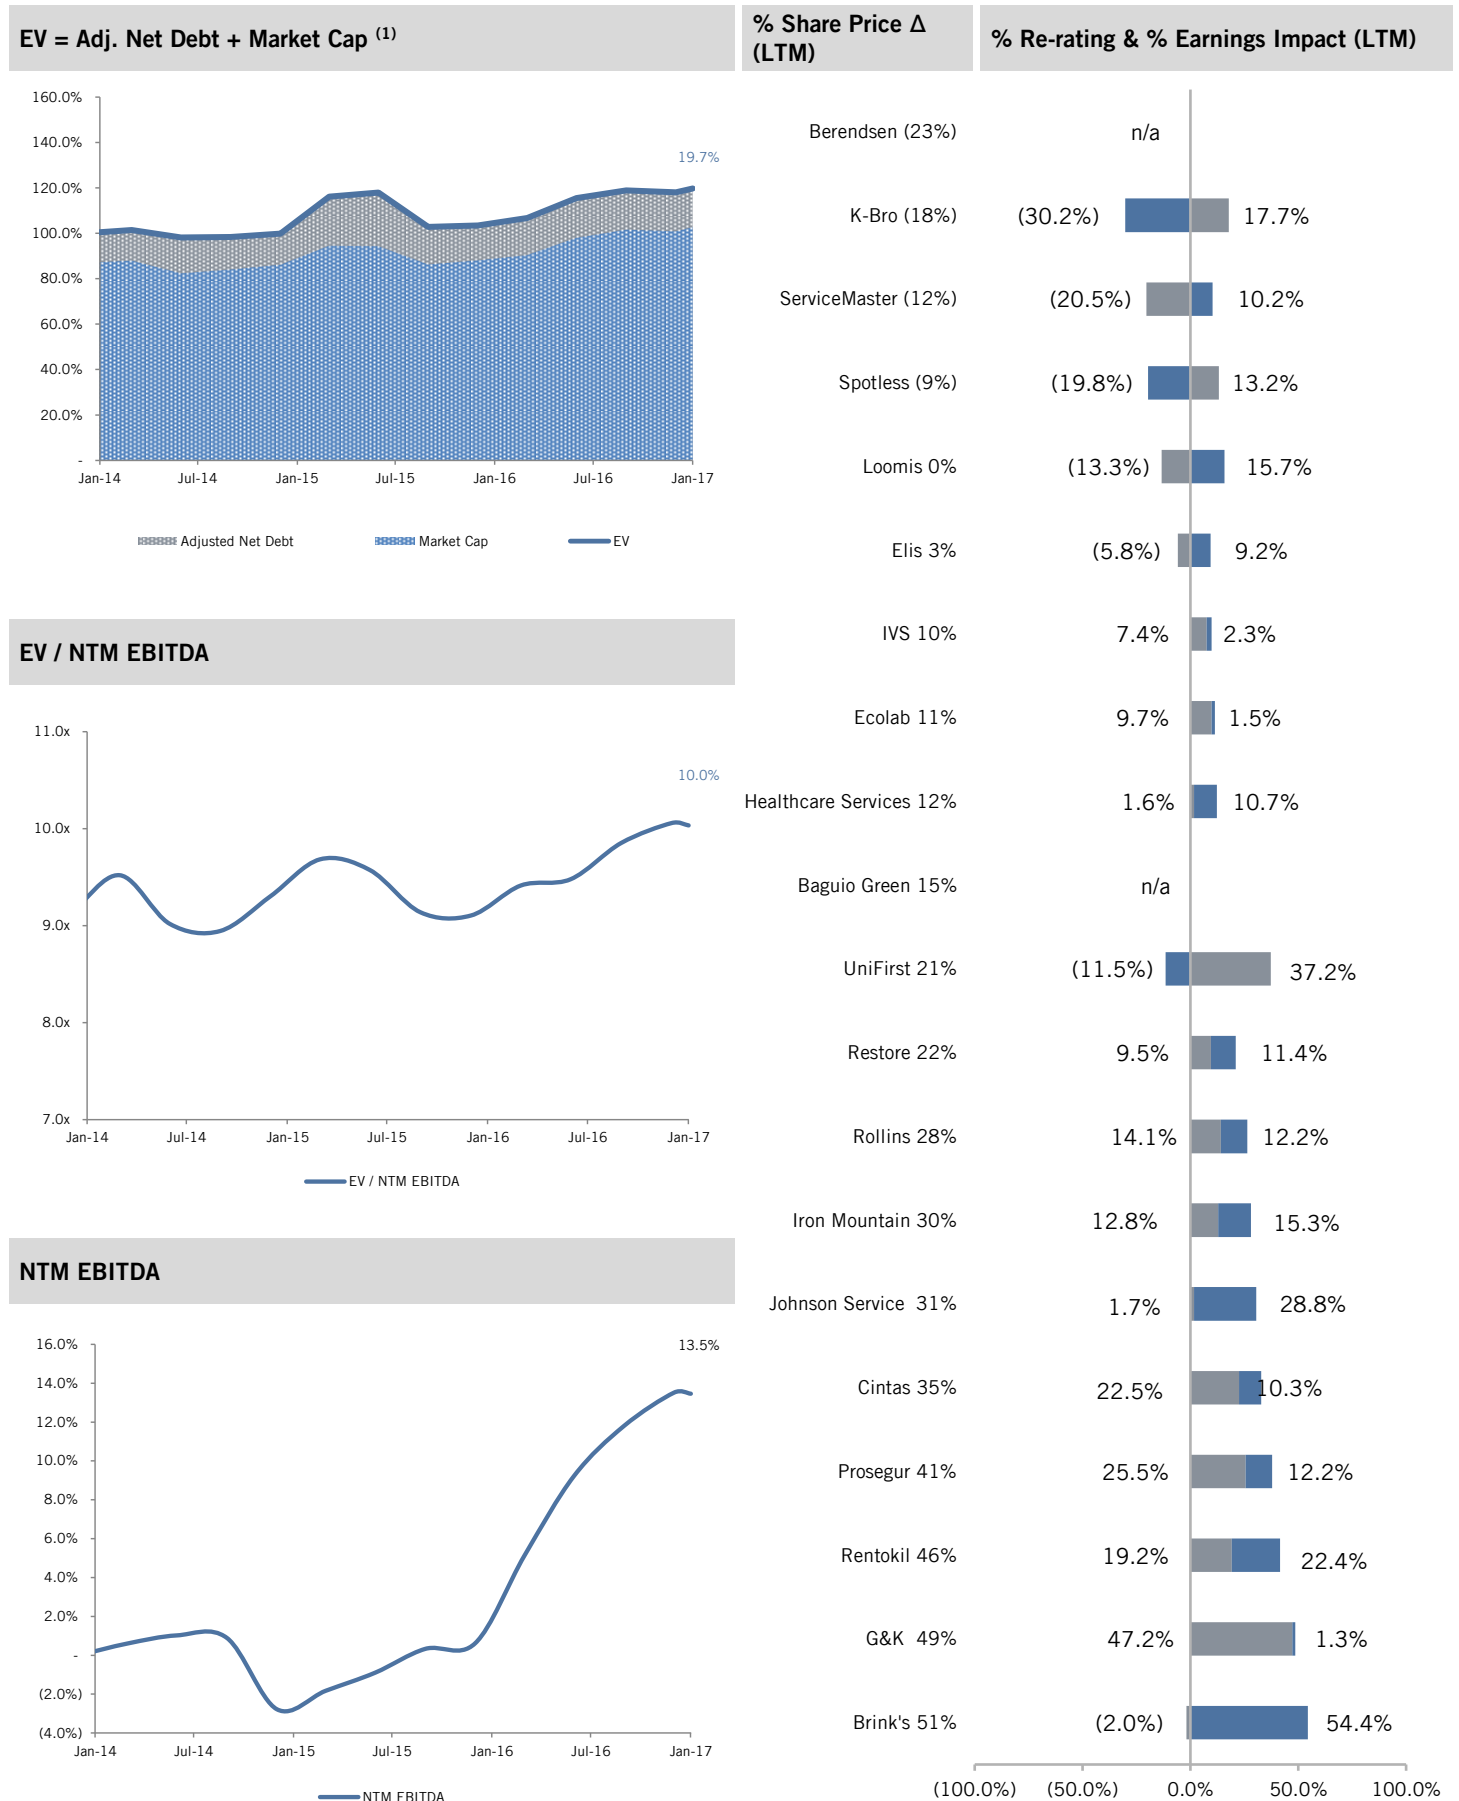 EV = Adj. Net Debt + Market Cap (1)
160.0%
140.0%
120.0%
100.0%
80.0%
60.0%
40.0%
20.0%
-
19.7%
Jan-14 Jul-14 Jan-15 Jul-15 Jan-16 Jul-16 Jan-17
Adjusted Net Debt Market Cap EV
EV / NTM EBITDA
11.0x
10.0x
9.0x
8.0x
7.0x
10.0%
Jan-14 Jul-14 Jan-15 Jul-15 Jan-16 Jul-16 Jan-17
EV / NTM EBITDA
NTM EBITDA
16.0%
14.0%
12.0%
10.0%
8.0%
6.0%
4.0%
2.0%
-
(2.0%)
(4.0%)
13.5%
Jan-14 Jul-14 Jan-15 Jul-15 Jan-16 Jul-16 Jan-17
NTM EBITDA
% Share Price Δ
(LTM)
% Re-rating & % Earnings Impact (LTM)
Berendsen (23%) n/a
K-Bro (18%) (30.2%) 17.7%
ServiceMaster (12%) (20.5%) 10.2%
Spotless (9%) (19.8%) 13.2%
Loomis 0% (13.3%) 15.7%
Elis 3% (5.8%) 9.2%
IVS 10% 7.4% 2.3%
Ecolab 11% 9.7% 1.5%
Healthcare Services 12% 1.6% 10.7%
Baguio Green 15% n/a
UniFirst 21% (11.5%) 37.2%
Restore 22% 9.5% 11.4%
Rollins 28% 14.1% 12.2%
Iron Mountain 30% 12.8% 15.3%
Johnson Service 31% 1.7% 28.8%
Cintas 35% 22.5% 10.3%
Prosegur 41% 25.5% 12.2%
Rentokil 46% 19.2% 22.4%
G&K 49% 47.2% 1.3%
Brink's 51% (2.0%) 54.4%
(100.0%) (50.0%) 0.0% 50.0% 100.0%